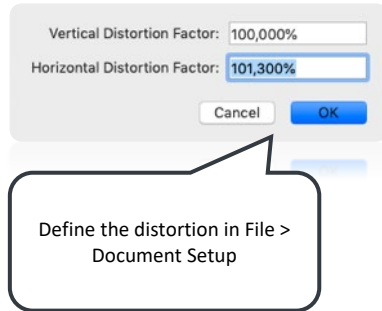 Vertical Distortion Factor: 100,000%
Horizontal Distortion Factor: 101,300%
Cancel OK
Define the distortion in File >
Document Setup